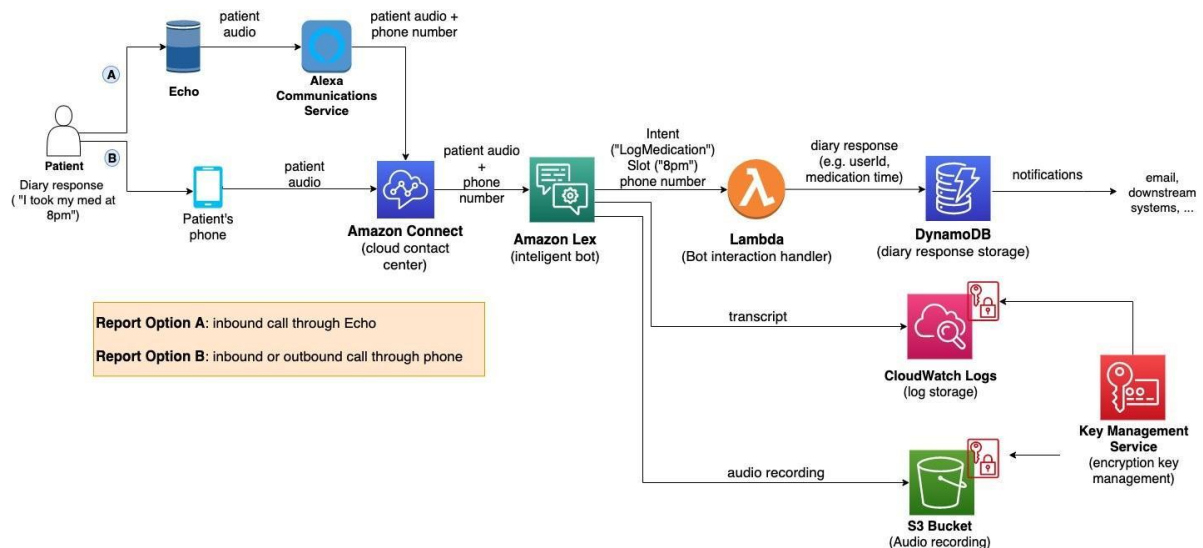 patient
audio
patient audio +
phone number
A
Echo
Alexa
Communications
Service
B
Patient
Diary response
( "I took my med at
8pm")
Patient's
phone
patient
audio
Amazon Connect
(cloud contact
center)
patient audio
+
phone
number
Amazon Lex
(inteligent bot)
Intent
("LogMedication")
Slot ("8pm")
phone number
Lambda
(Bot interaction handler)
diary response
(e.g. userId,
medication time)
DynamoDB
(diary response storage)
notifications
email,
downstream
systems, ...
Report Option A: inbound call through Echo
Report Option B: inbound or outbound call through phone
transcript
CloudWatch Logs
(log storage)
Key Management
Service
(encryption key
management)
audio recording
S3 Bucket
(Audio recording)